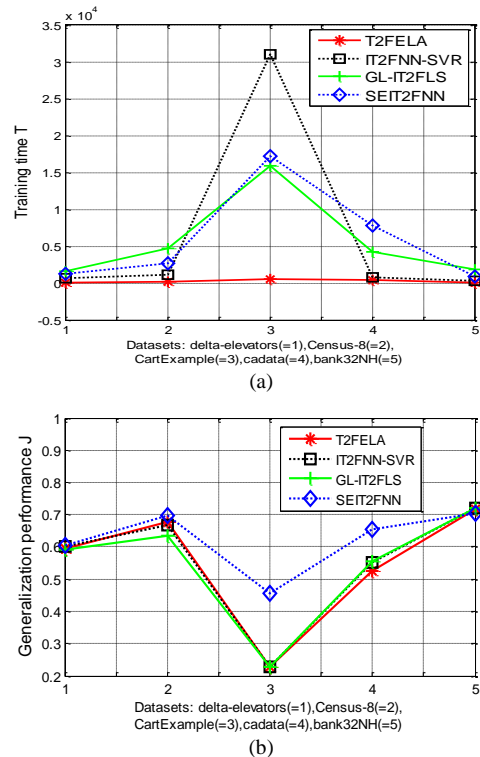 x 10^4
4
3.5
3
2.5
2
1.5
1
0.5
0
-0.5
Training time T
T2FELA
IT2FNN-SVR
GL-IT2FLS
SEIT2FNN
1 2 3 4 5
Datasets: delta-elevators(=1),Census-8(=2),
CartExample(=3),cadata(=4),bank32NH(=5)
(a)
1
0.9
0.8
0.7
0.6
0.5
0.4
0.3
0.2
Generalization performance J
T2FELA
IT2FNN-SVR
GL-IT2FLS
SEIT2FNN
1 2 3 4 5
Datasets: delta-elevators(=1),Census-8(=2),
CartExample(=3),cadata(=4),bank32NH(=5)
(b)